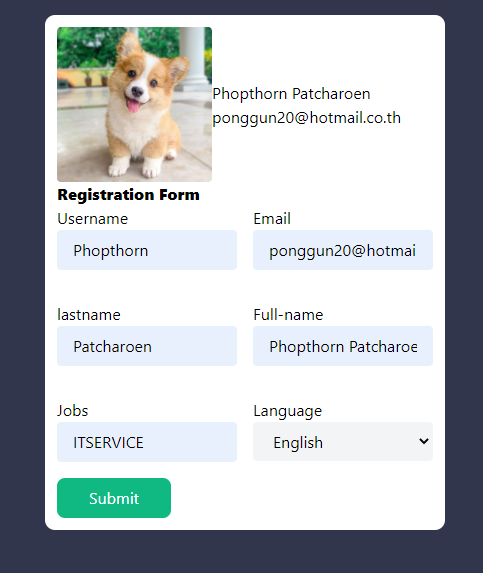 Phopthorn Patcharoen
ponggun20@hotmail.co.th
Registration Form
Username Email
Phopthorn ponggun20@hotmai
lastname Full-name
Patcharoen Phopthorn Patcharoe
Jobs Language
ITSERVICE English
Submit